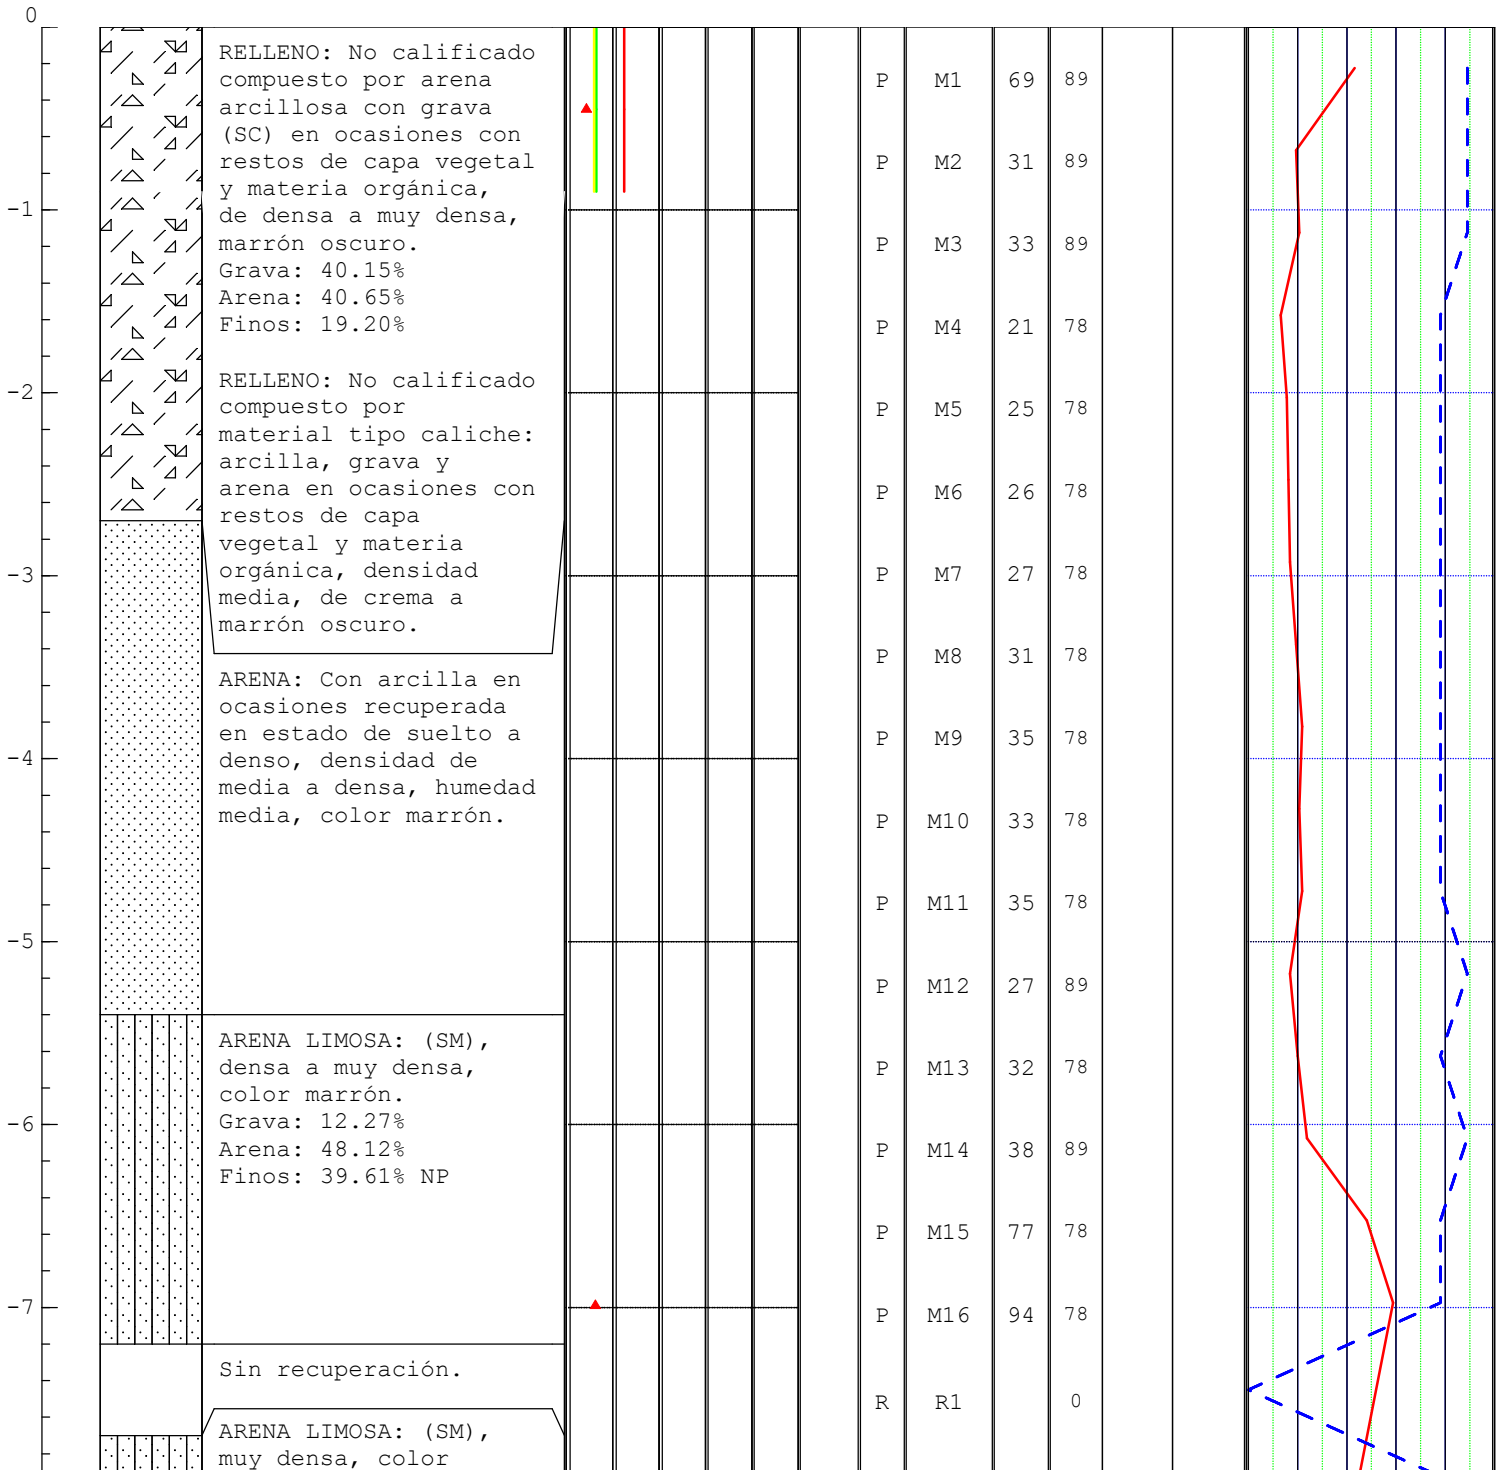 0
RELLENO: No calificado
compuesto por arena
arcillosa con grava
(SC) en ocasiones con
restos de capa vegetal
y materia orgánica,
de densa a muy densa,
marrón oscuro.
Grava: 40.15%
Arena: 40.65%
Finos: 19.20%
RELLENO: No calificado
compuesto por
material tipo caliche:
arcilla, grava y
arena en ocasiones con
restos de capa
vegetal y materia
orgánica, densidad
media, de crema a
marrón oscuro.
ARENA: Con arcilla en
ocasiones recuperada
en estado de suelto a
denso, densidad de
media a densa, humedad
media, color marrón.
ARENA LIMOSA: (SM),
densa a muy densa,
color marrón.
Grava: 12.27%
Arena: 48.12%
Finos: 39.61% NP
Sin recuperación.
ARENA LIMOSA: (SM),
muy densa, color
-1
-2
-3
-4
-5
-6
-7
P M1 69 89
P M2 31 89
P M3 33 89
P M4 21 78
P M5 25 78
P M6 26 78
P M7 27 78
P M8 31 78
P M9 35 78
P M10 33 78
P M11 35 78
P M12 27 89
P M13 32 78
P M14 38 89
P M15 77 78
P M16 94 78
R R1 0